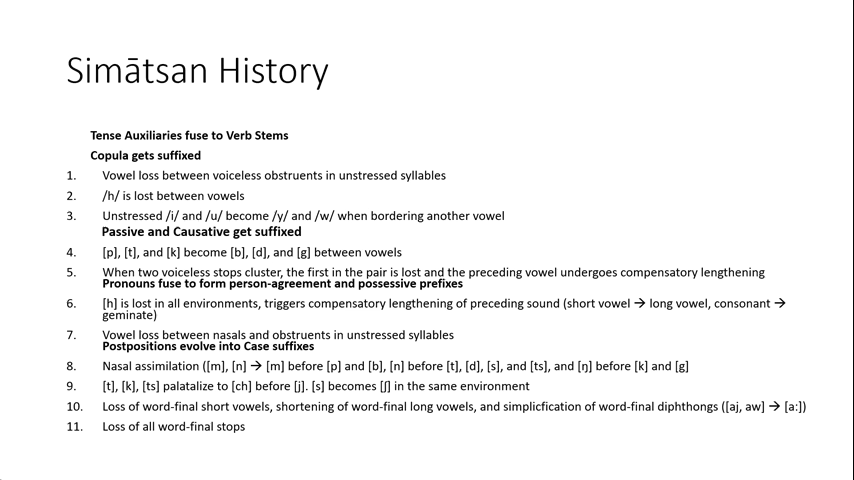 Simātsan History
Tense Auxiliaries fuse to Verb Stems
Copula gets suffixed
1. Vowel loss between voiceless obstruents in unstressed syllables
2. /h/ is lost between vowels
3. Unstressed /i/ and /u/ become /y/ and /w/ when bordering another vowel
Passive and Causative get suffixed
4. [p], [t], and [k] become [b], [d], and [g] between vowels
5. When two voiceless stops cluster, the first in the pair is lost and the preceding vowel undergoes compensatory lengthening
Pronouns fuse to form person-agreement and possessive prefixes
6. [h] is lost in all environments, triggers compensatory lengthening of preceding sound (short vowel → long vowel, consonant →
geminate)
7. Vowel loss between nasals and obstruents in unstressed syllables
Postpositions evolve into Case suffixes
8. Nasal assimilation ([m], [n] → [m] before [p] and [b], [n] before [t], [d], [s], and [ts], and [ŋ] before [k] and [g]
9. [t], [k], [ts] palatalize to [ch] before [j]. [s] becomes [ʃ] in the same environment
10. Loss of word-final short vowels, shortening of word-final long vowels, and simplicfication of word-final diphthongs ([aj, aw] → [a:])
11. Loss of all word-final stops